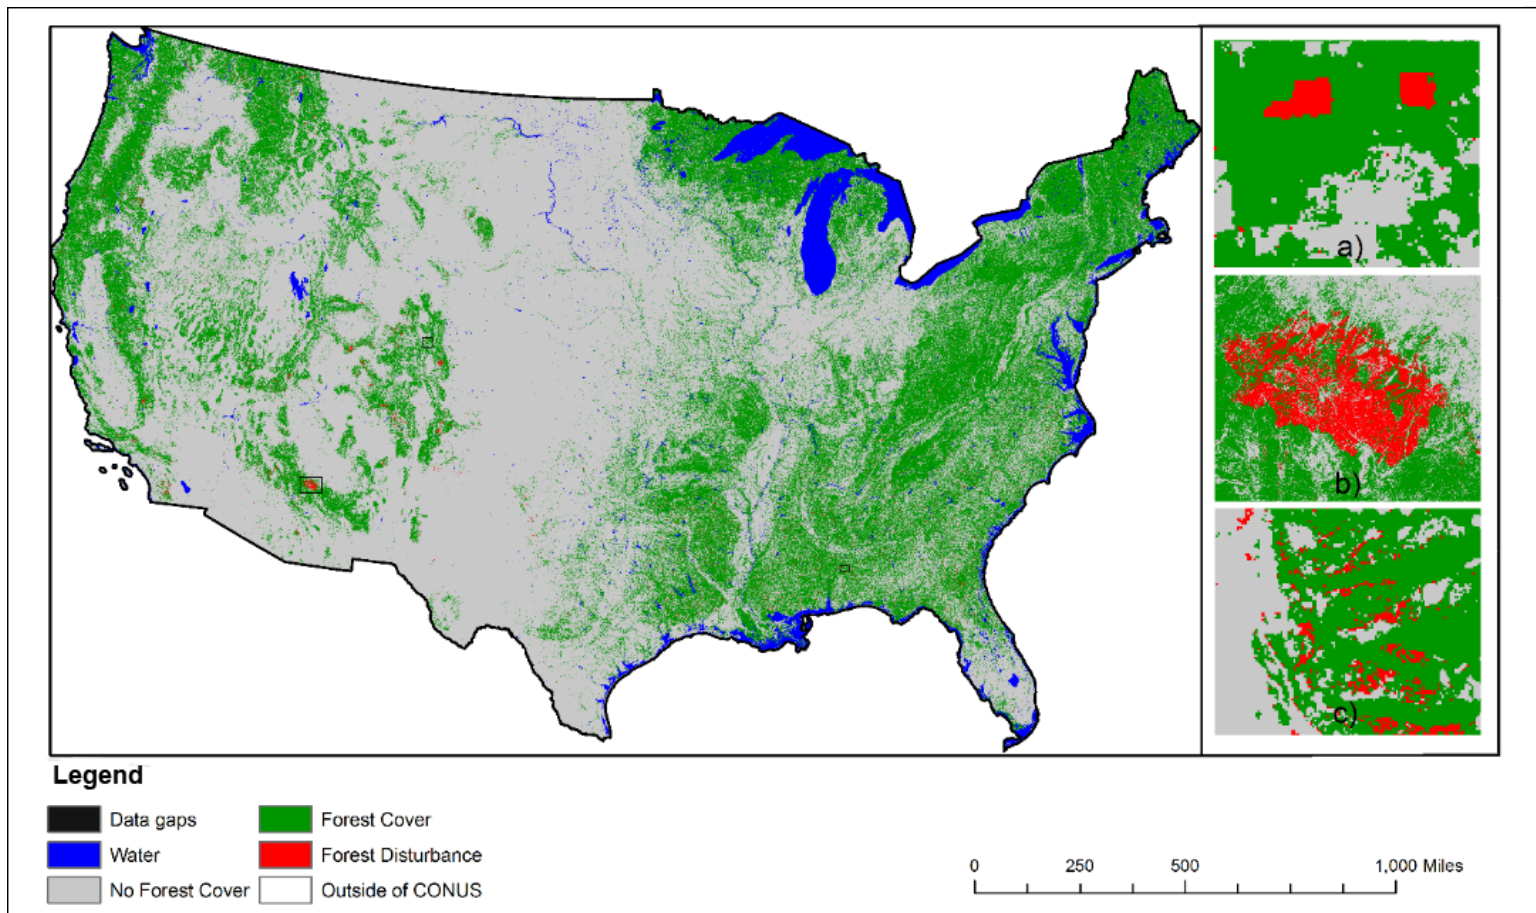 a)
b)
c)
Legend
Data gaps
Forest Cover
Water
Forest Disturbance
No Forest Cover
Outside of CONUS
0 250 500 1,000 Miles